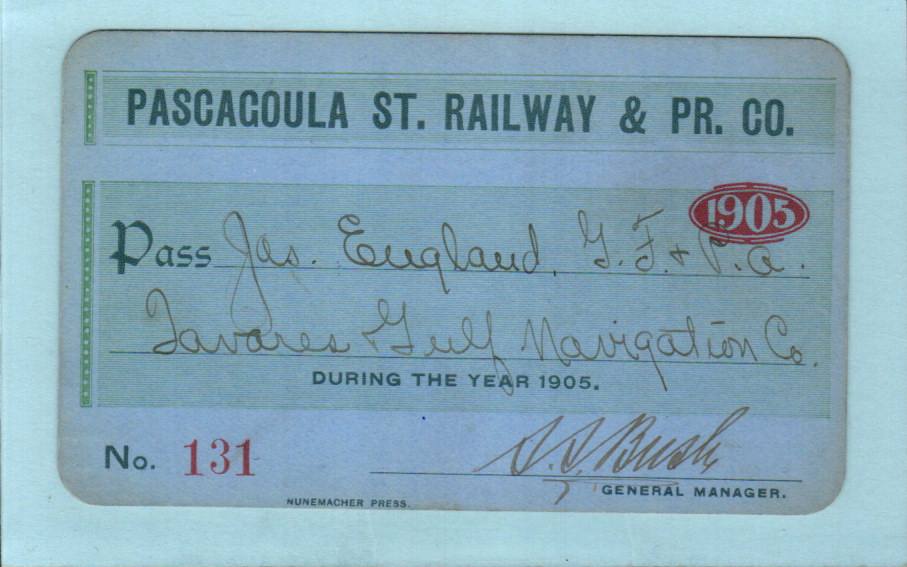 PASCAGOULA ST. RAILWAY & PR. CO.
1905
Pass Jas. England, G. F. & P. A.
Tavares & Gulf Navigation Co.
DURING THE YEAR 1905.
No. 131
S. S. Bush
GENERAL MANAGER.
NUNEMACHER PRESS.